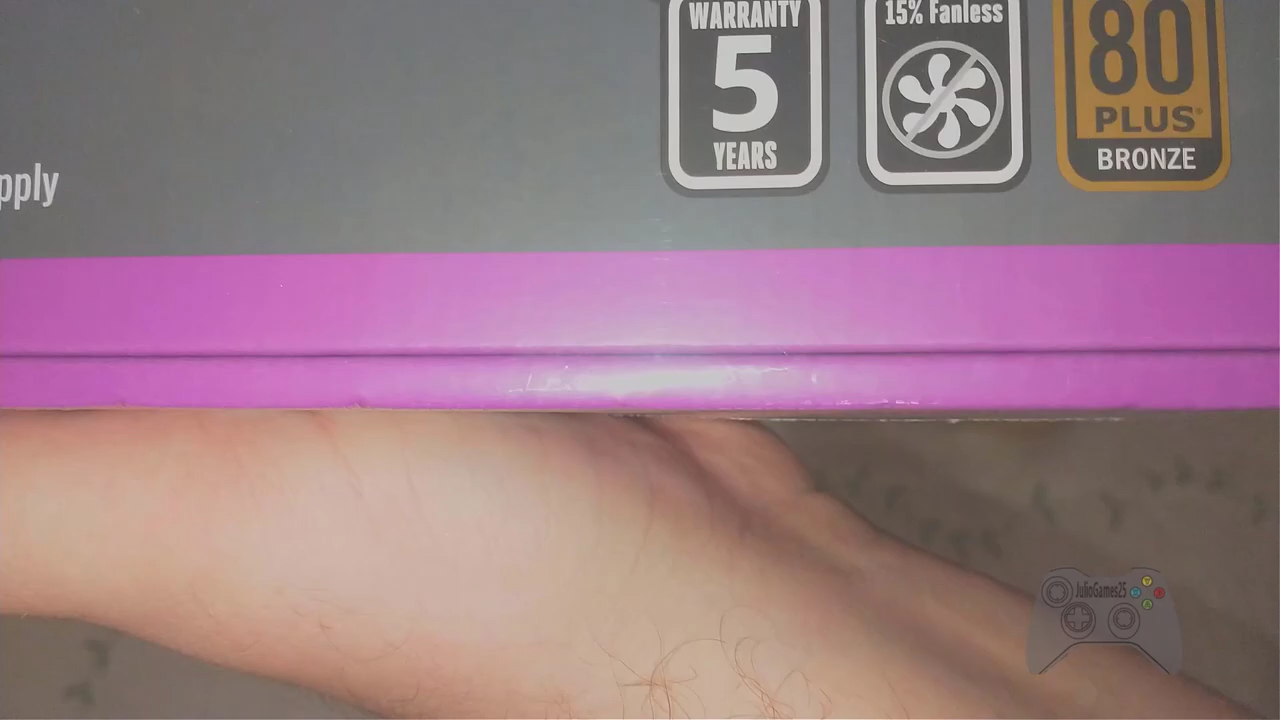 WARRANTY
5
YEARS
15% Fanless
80
PLUS®
BRONZE
pply
JulioGames25